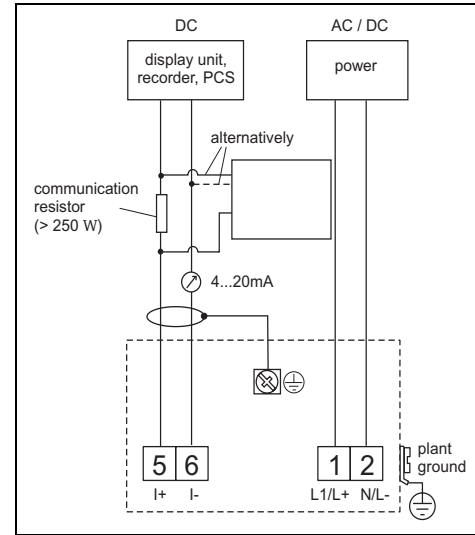 DC
AC / DC
display unit,
recorder, PCS
power
alternatively
communication
resistor
(> 250 W)
4...20mA
5 6
1 2
I+ I-
L1/L+ N/L-
plant
ground